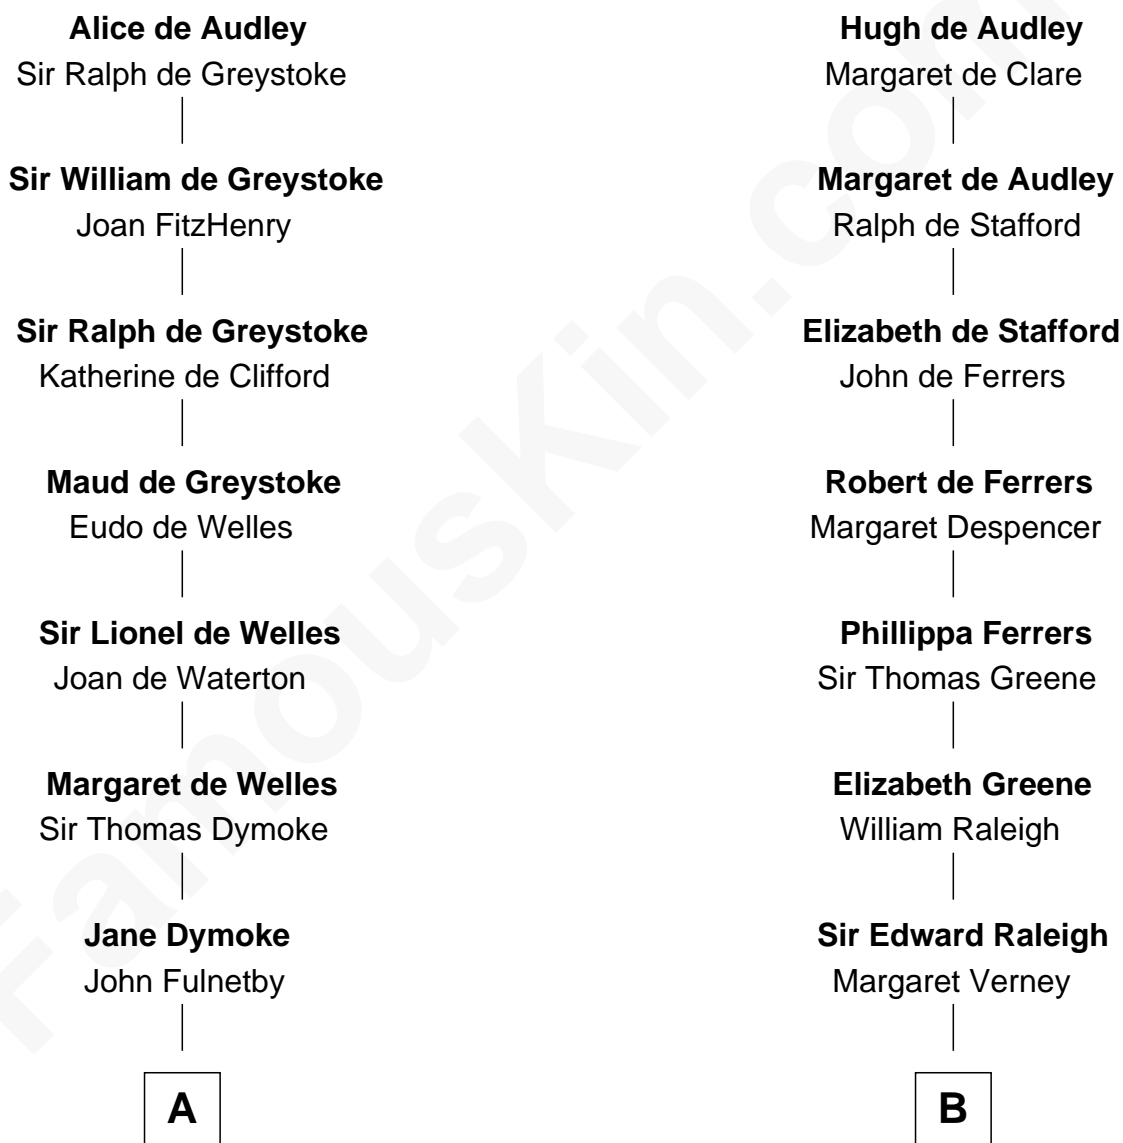 Alice de Audley
Sir Ralph de Greystoke
Sir William de Greystoke
Joan FitzHenry
Sir Ralph de Greystoke
Katherine de Clifford
Maud de Greystoke
Eudo de Welles
Sir Lionel de Welles
Joan de Waterton
Margaret de Welles
Sir Thomas Dymoke
Jane Dymoke
John Fulnetby
A
Hugh de Audley
Margaret de Clare
Margaret de Audley
Ralph de Stafford
Elizabeth de Stafford
John de Ferrers
Robert de Ferrers
Margaret Despencer
Phillippa Ferrers
Sir Thomas Greene
Elizabeth Greene
William Raleigh
Sir Edward Raleigh
Margaret Verney
B
FamousKin.com